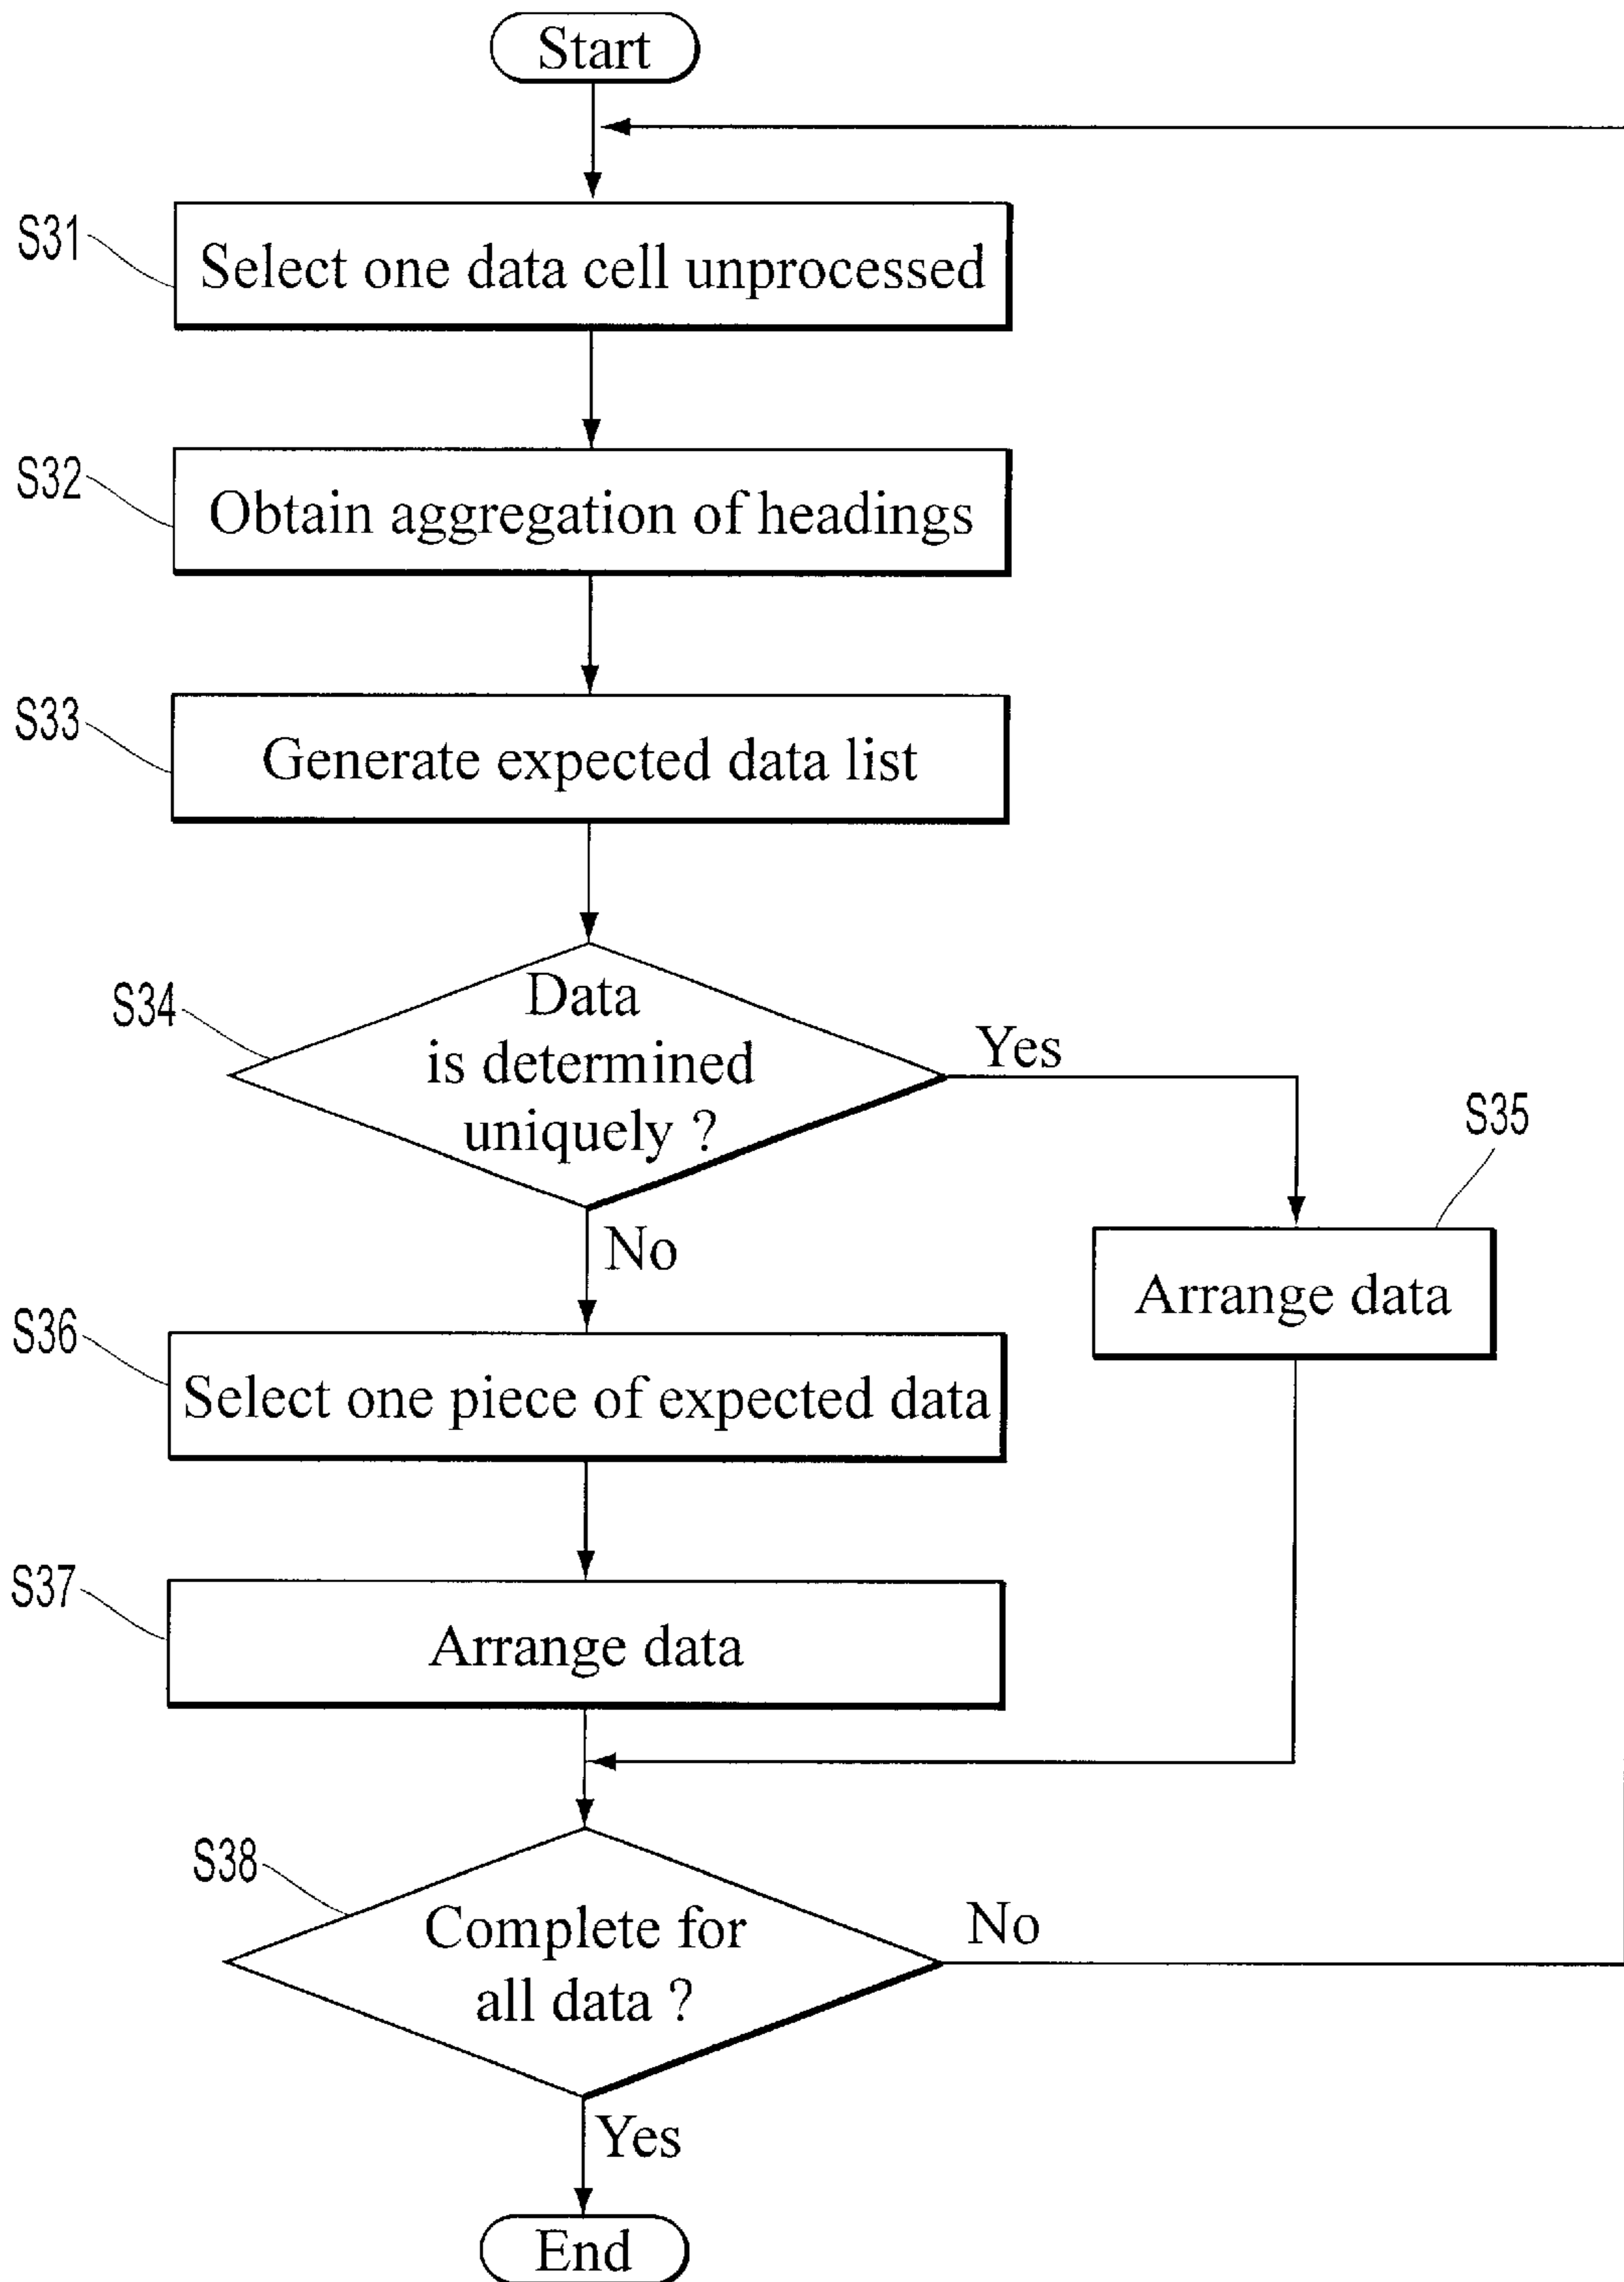 Start
S31
Select one data cell unprocessed
S32
Obtain aggregation of headings
S33
Generate expected data list
S34
Data
is determined
uniquely ?
Yes
No
S35
Arrange data
S36
Select one piece of expected data
S37
Arrange data
S38
Complete for
all data ?
No
Yes
End